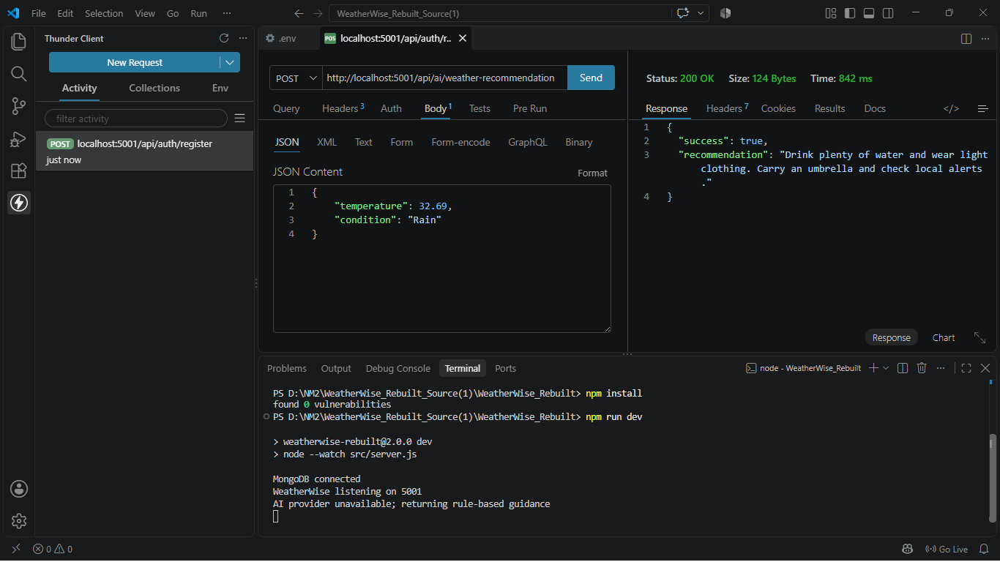 File Edit Selection View Go Run ··· WeatherWise_Rebuilt_Source(1)
Thunder Client
New Request
Activity Collections Env
filter activity
POST localhost:5001/api/auth/register
just now
.env
POS localhost:5001/api/auth/r..
POST http://localhost:5001/api/ai/weather-recommendation Send
Query Headers 3 Auth Body 1 Tests Pre Run
JSON XML Text Form Form-encode GraphQL Binary
JSON Content Format
1 {
2 "temperature": 32.69,
3 "condition": "Rain"
4 }
Status: 200 OK Size: 124 Bytes Time: 842 ms
Response Headers 7 Cookies Results Docs </>
1 {
2 "success": true,
3 "recommendation": "Drink plenty of water and wear light
clothing. Carry an umbrella and check local alerts
."
4 }
Response Chart
Problems Output Debug Console Terminal Ports
node - WeatherWise_Rebuilt
PS D:\NM2\WeatherWise_Rebuilt_Source(1)\WeatherWise_Rebuilt> npm install
found 0 vulnerabilities
PS D:\NM2\WeatherWise_Rebuilt_Source(1)\WeatherWise_Rebuilt> npm run dev
> weatherwise-rebuilt@2.0.0 dev
> node --watch src/server.js
MongoDB connected
WeatherWise listening on 5001
AI provider unavailable; returning rule-based guidance
0 0
Go Live